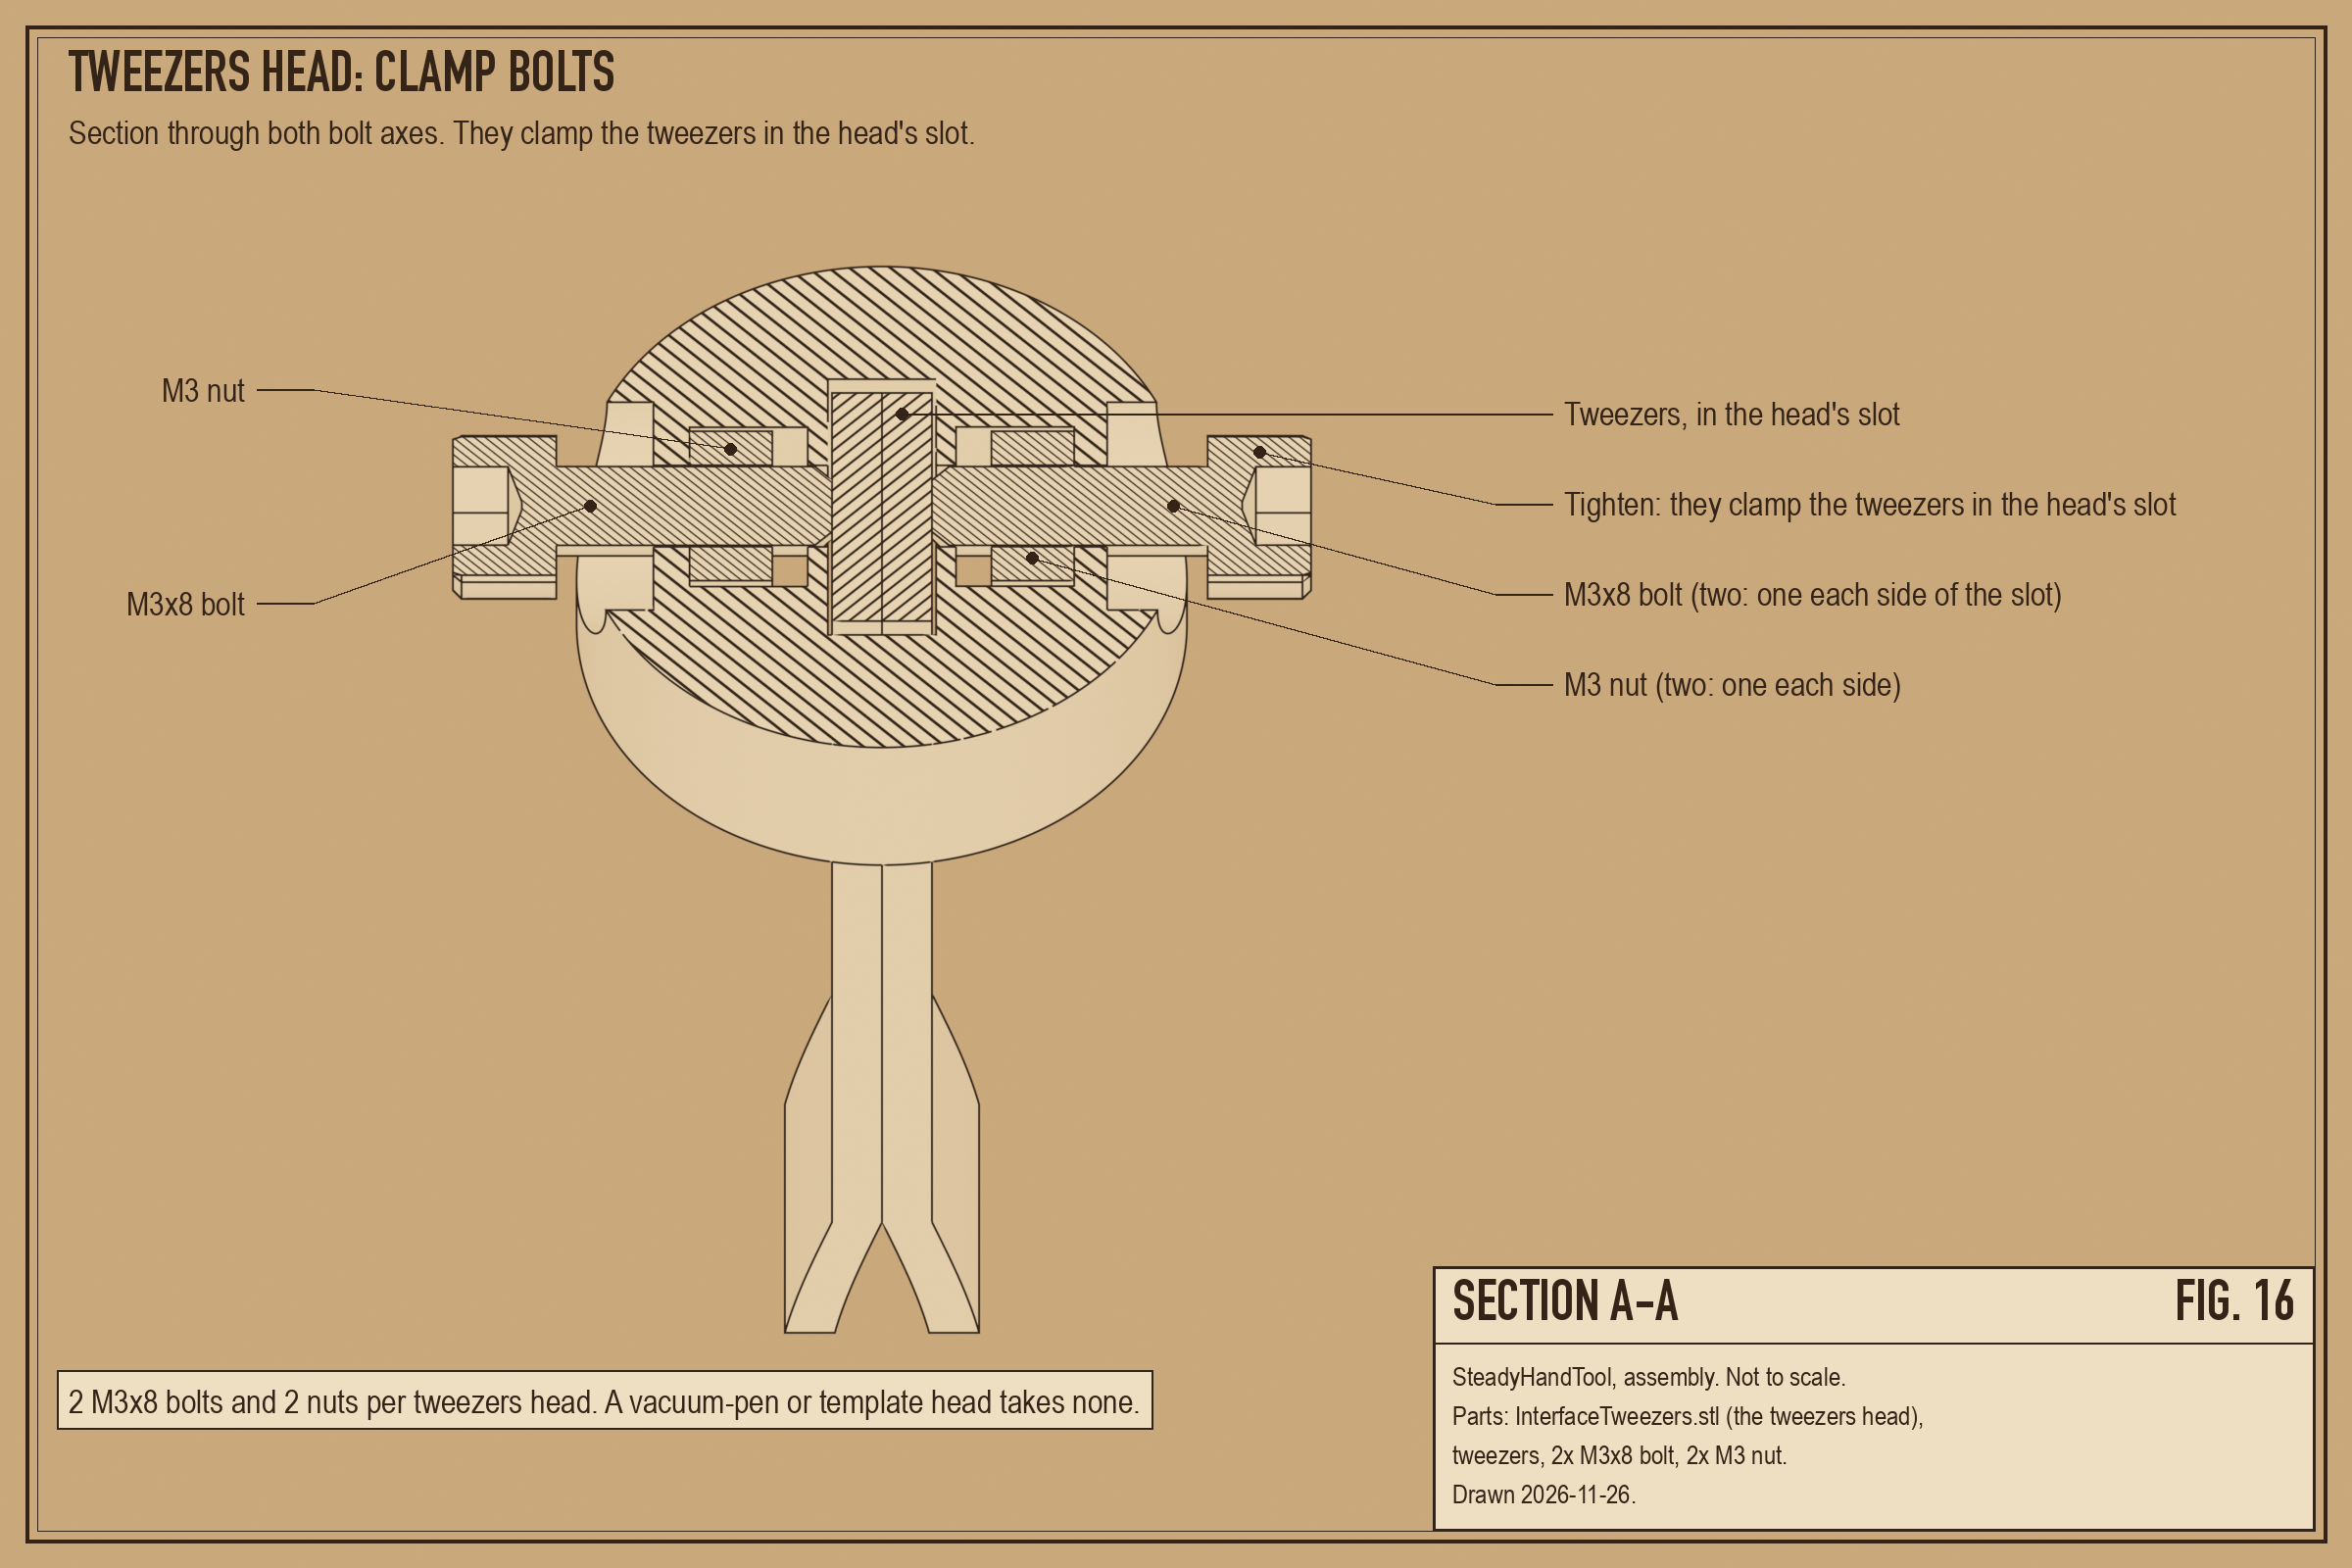 TWEEZERS HEAD: CLAMP BOLTS
Section through both bolt axes. They clamp the tweezers in the head's slot.
M3 nut
M3x8 bolt
Tweezers, in the head's slot
Tighten: they clamp the tweezers in the head's slot
M3x8 bolt (two: one each side of the slot)
M3 nut (two: one each side)
2 M3x8 bolts and 2 nuts per tweezers head. A vacuum-pen or template head takes none.
SECTION A-A
FIG. 16
SteadyHandTool, assembly. Not to scale.
Parts: InterfaceTweezers.stl (the tweezers head),
tweezers, 2x M3x8 bolt, 2x M3 nut.
Drawn 2026-11-26.